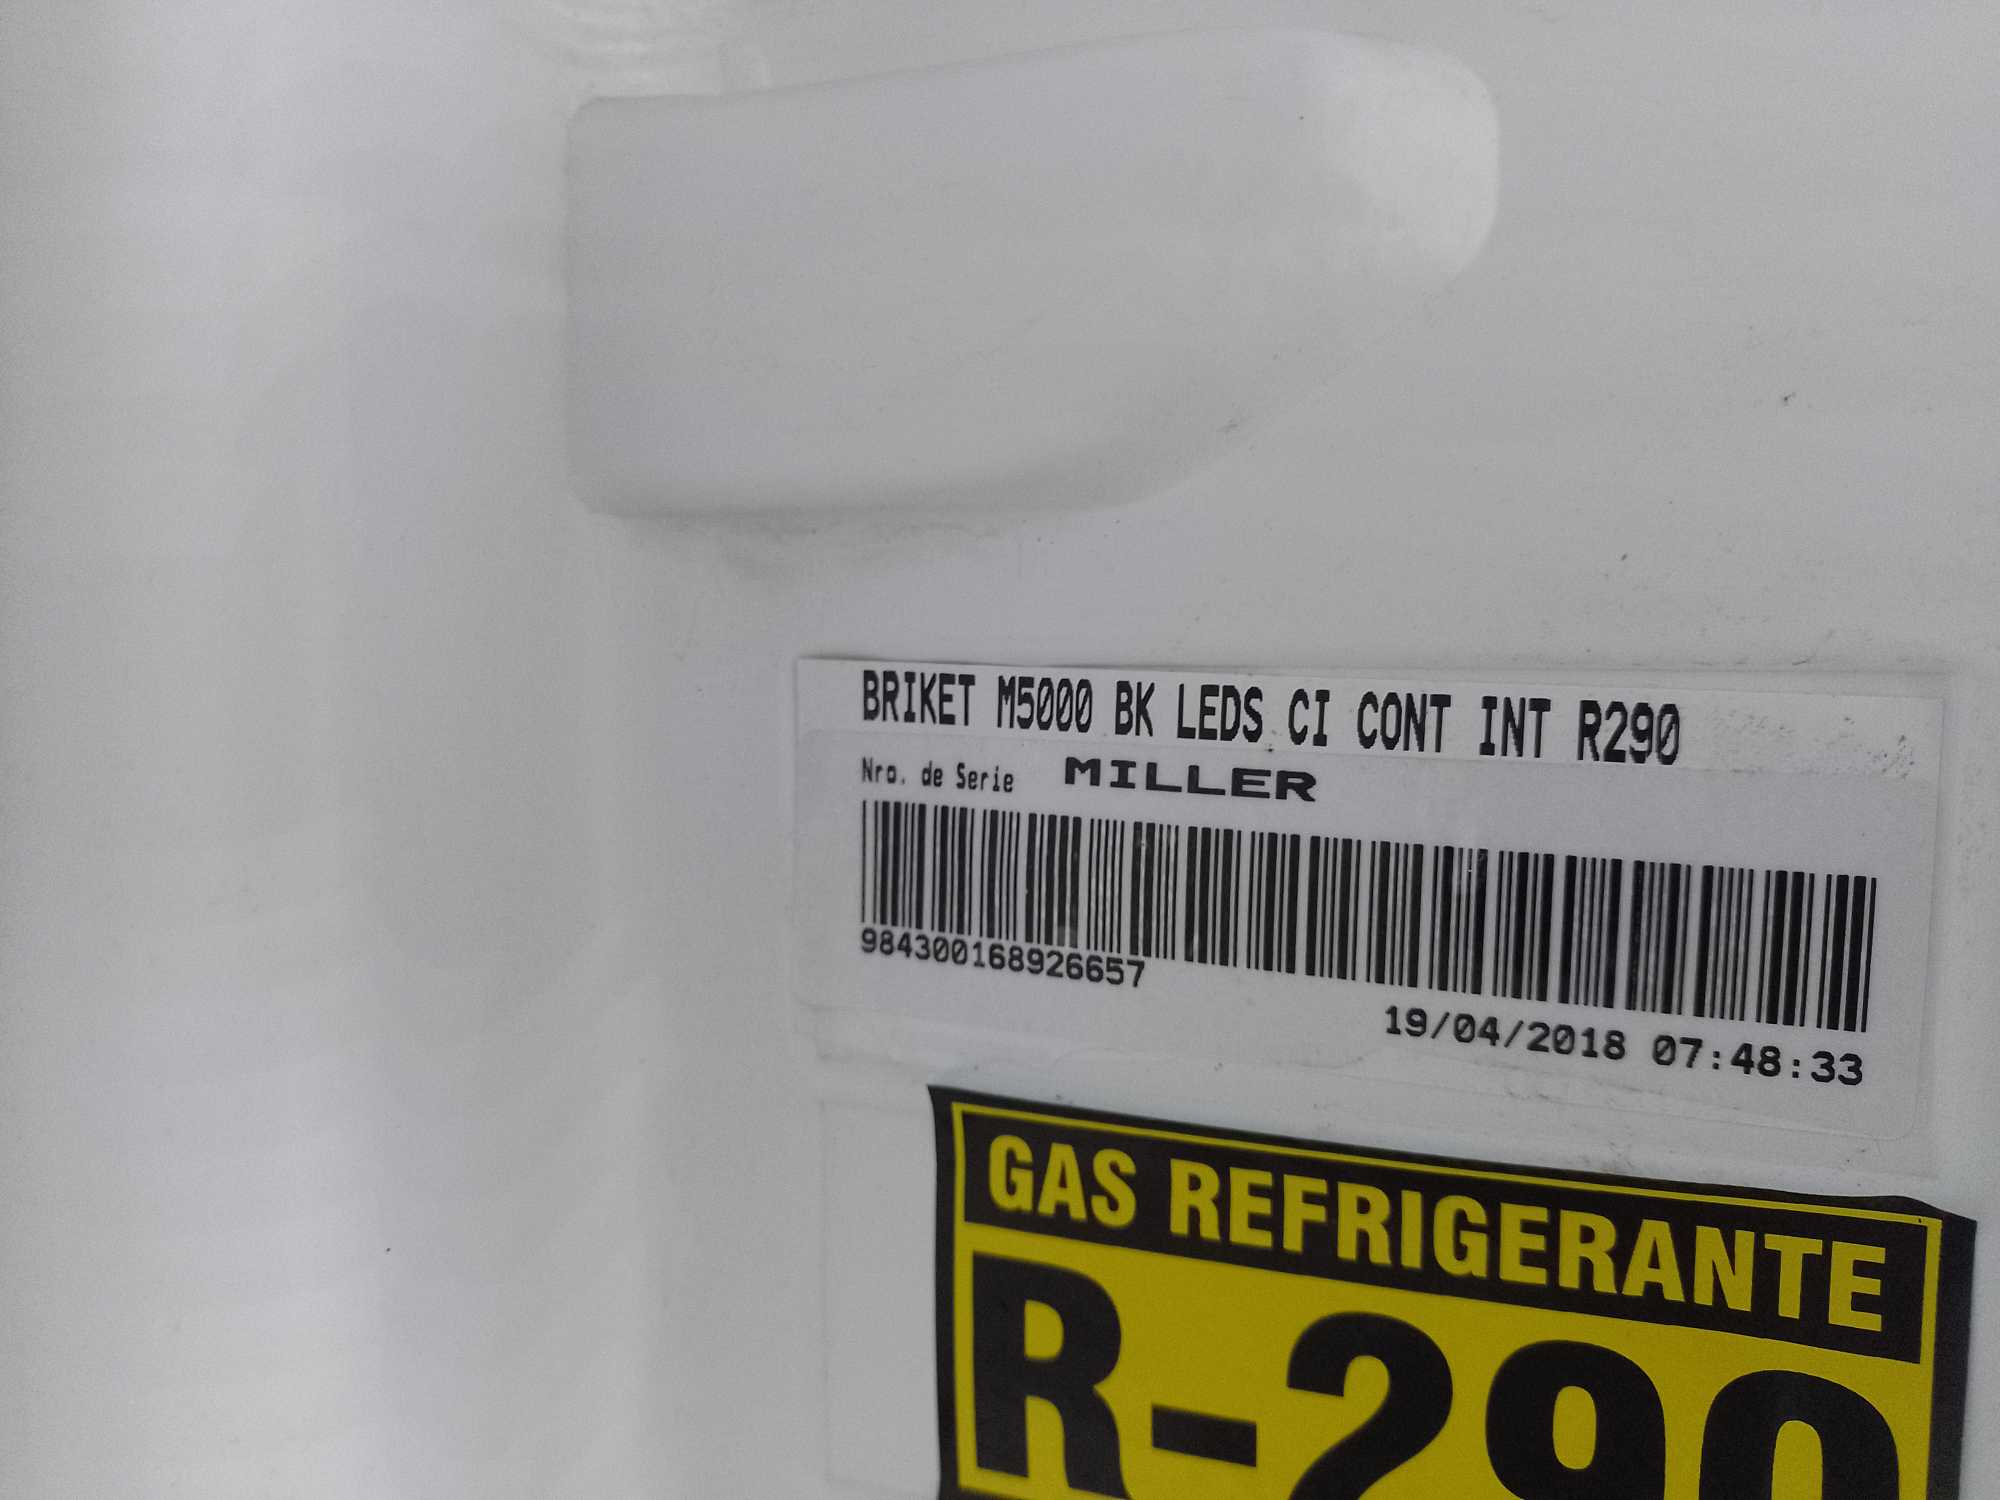 BRIKET M5000 BK LEDS CI CONT INT R290
Nro. de Serie MILLER
984300168926657
19/04/2018 07:48:33
GAS REFRIGERANTE
R-290